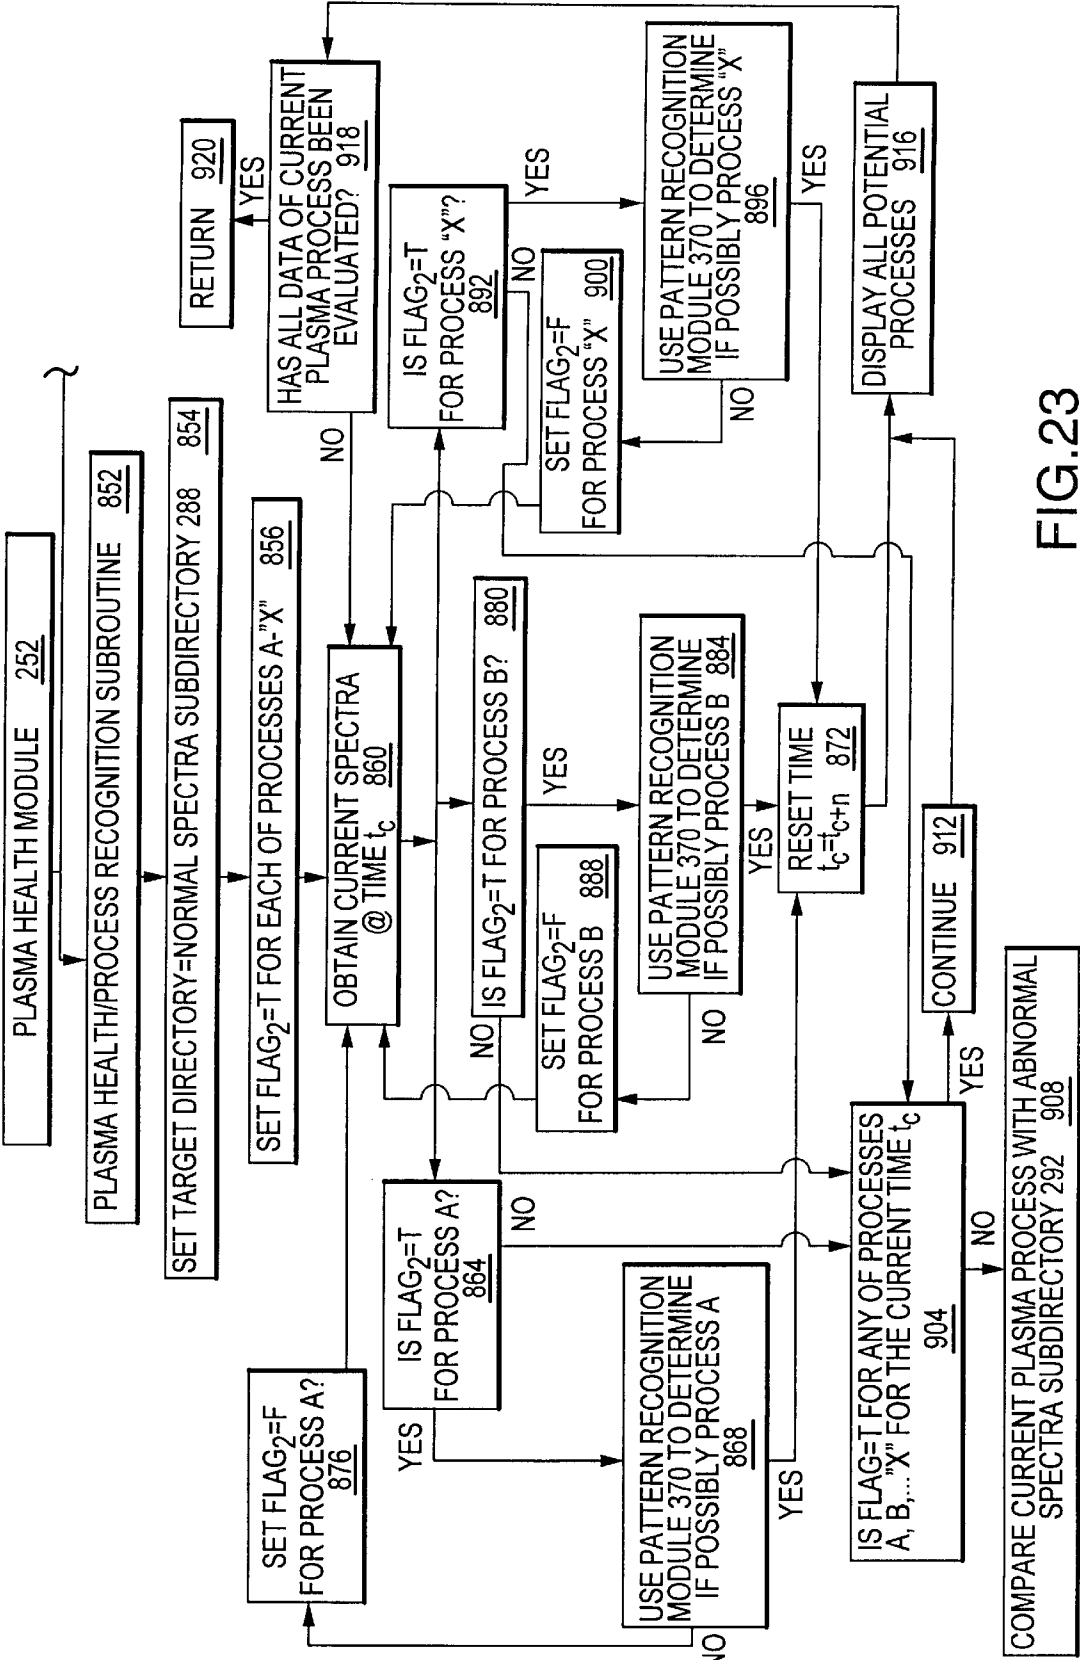 PLASMA HEALTH MODULE 252
PLASMA HEALTH/PROCESS RECOGNITION SUBROUTINE 852
SET TARGET DIRECTORY=NORMAL SPECTRA SUBDIRECTORY 288 854
SET FLAG2=T FOR EACH OF PROCESSES A-"X" 856
OBTAIN CURRENT SPECTRA
@ TIME tc 860
SET FLAG2=F
FOR PROCESS A?
876
IS FLAG2=T
FOR PROCESS A?
864
YES
NO
USE PATTERN RECOGNITION
MODULE 370 TO DETERMINE
IF POSSIBLY PROCESS A
868
NO
YES
IS FLAG2=T FOR PROCESS B? 880
NO
YES
SET FLAG2=F
FOR PROCESS B 888
USE PATTERN RECOGNITION
MODULE 370 TO DETERMINE
IF POSSIBLY PROCESS B 884
NO
YES
RETURN 920
YES
HAS ALL DATA OF CURRENT
PLASMA PROCESS BEEN
EVALUATED? 918
NO
IS FLAG2=T
FOR PROCESS "X"?
892
NO
YES
SET FLAG2=F
FOR PROCESS "X" 900
USE PATTERN RECOGNITION
MODULE 370 TO DETERMINE
IF POSSIBLY PROCESS "X"
896
NO
YES
RESET TIME
tc=tc+n 872
DISPLAY ALL POTENTIAL
PROCESSES 916
IS FLAG=T FOR ANY OF PROCESSES
A, B,..."X" FOR THE CURRENT TIME tc
904
YES
CONTINUE 912
NO
COMPARE CURRENT PLASMA PROCESS WITH ABNORMAL
SPECTRA SUBDIRECTORY 292 908
FIG.23